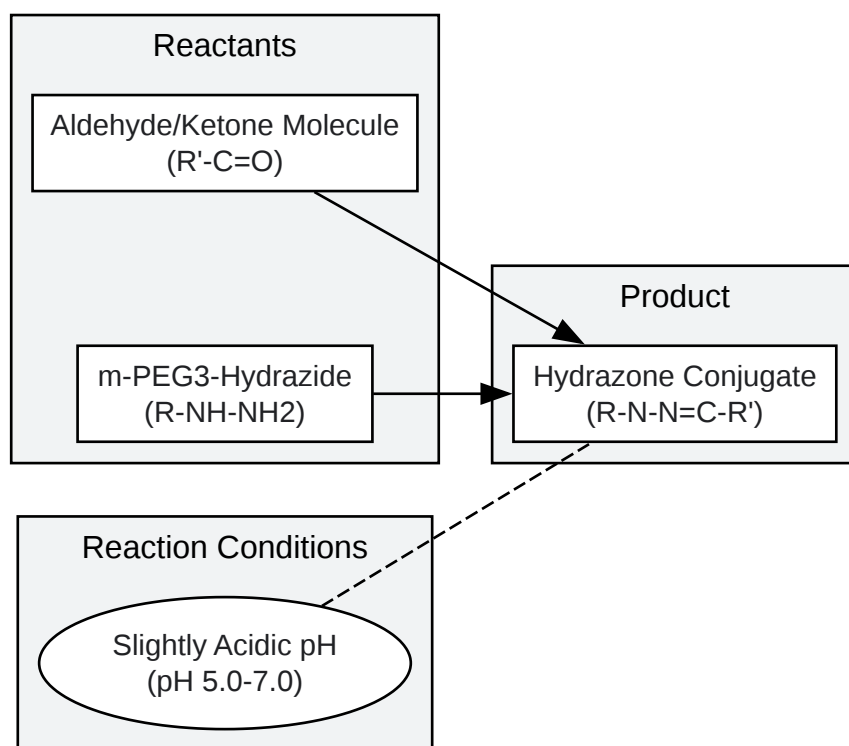 Reactants
Aldehyde/Ketone Molecule
(R'-C=O)
m-PEG3-Hydrazide
(R-NH-NH2)
Product
Hydrazone Conjugate
(R-N-N=C-R')
Reaction Conditions
Slightly Acidic pH
(pH 5.0-7.0)